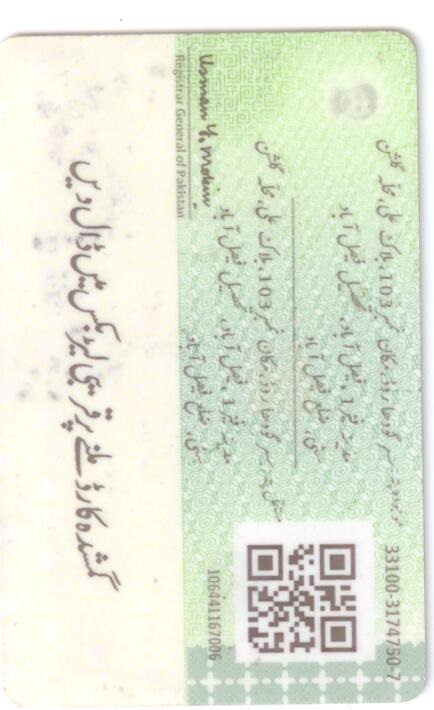 موجودہ پتہ: سرگودھا روڈ، مکان نمبر 103، بلاک علی، محلّہ گلشن
مدینہ فیز 1، فیصل آباد، تحصیل فیصل آباد
سٹی، ضلع فیصل آباد
33100-3174750-7
مستقل پتہ: سرگودھا روڈ، مکان نمبر 103، بلاک علی، محلّہ گلشن
مدینہ فیز 1، فیصل آباد، تحصیل فیصل آباد
سٹی، ضلع فیصل آباد
106441167006
Usman Y. Mobin
Registrar General of Pakistan
گمشدہ کارڈ ملنے پر قریبی لیٹر بکس میں ڈال دیں